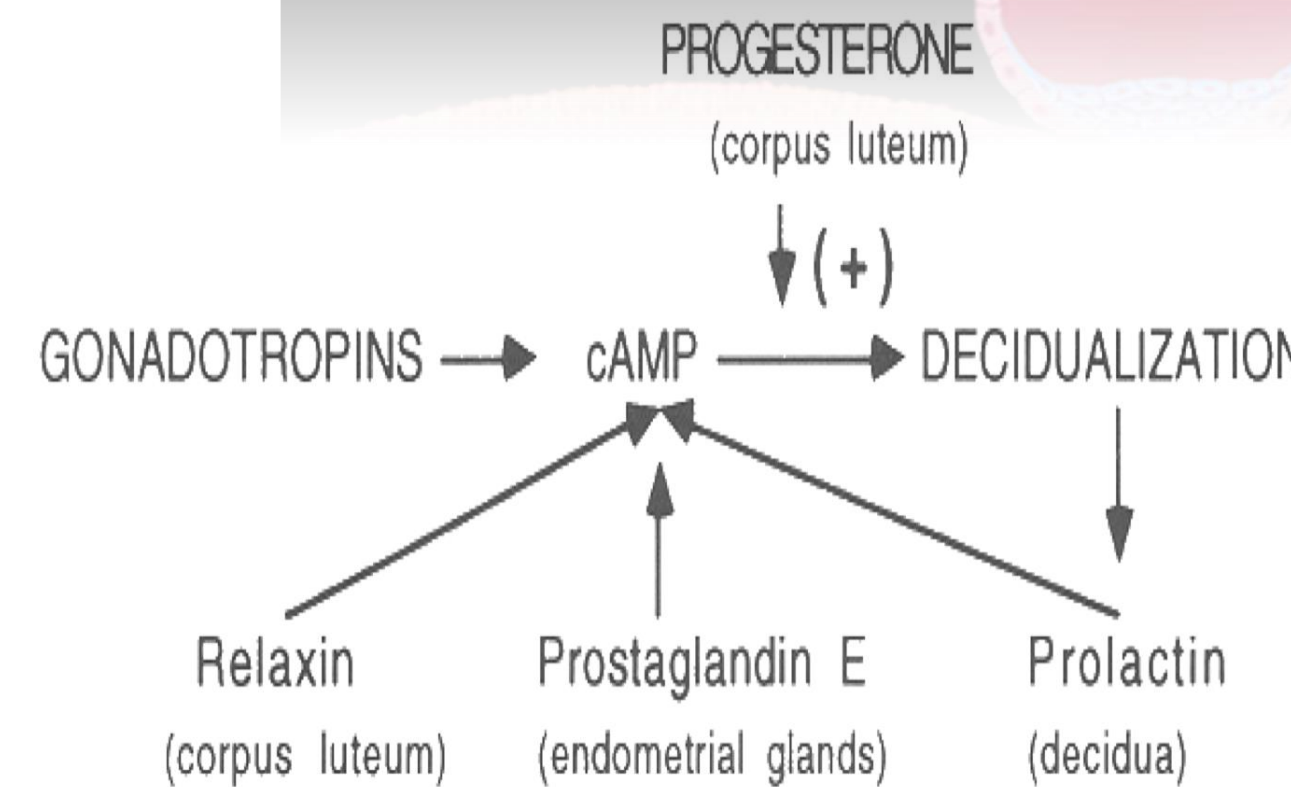 PROGESTERONE
(corpus luteum)
(+)
GONADOTROPINS cAMP DECIDUALIZATION
Relaxin Prostaglandin E Prolactin
(corpus luteum) (endometrial glands) (decidua)